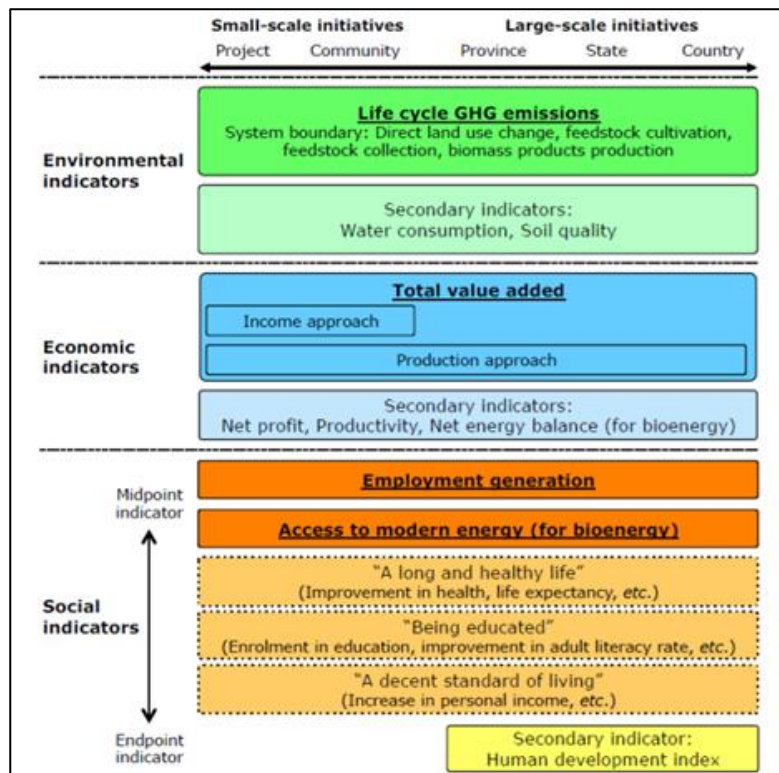 Small-scale initiatives Large-scale initiatives
Project Community Province State Country
Environmental
indicators
Life cycle GHG emissions
System boundary: Direct land use change, feedstock cultivation,
feedstock collection, biomass products production
Secondary indicators:
Water consumption, Soil quality
Economic
indicators
Total value added
Income approach
Production approach
Secondary indicators:
Net profit, Productivity, Net energy balance (for bioenergy)
Midpoint
indicator
Social
indicators
Endpoint
indicator
Employment generation
Access to modern energy (for bioenergy)
“A long and healthy life”
(Improvement in health, life expectancy, etc.)
“Being educated”
(Enrolment in education, improvement in adult literacy rate, etc.)
“A decent standard of living”
(Increase in personal income, etc.)
Secondary indicator:
Human development index